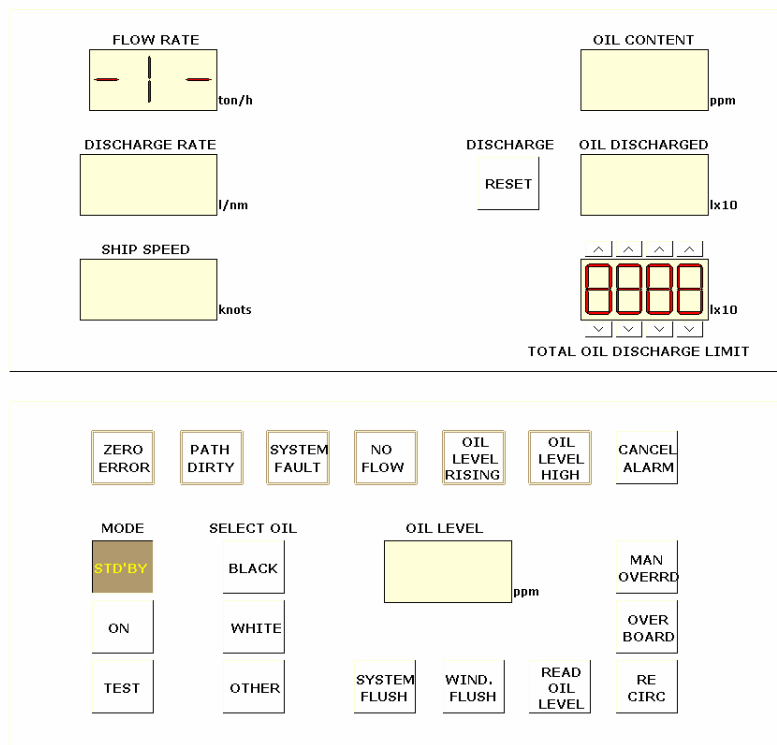 FLOW RATE
OIL CONTENT
ton/h
ppm
DISCHARGE RATE
DISCHARGE
OIL DISCHARGED
RESET
l/nm
lx10
SHIP SPEED
knots
lx10
TOTAL OIL DISCHARGE LIMIT
ZERO
ERROR
PATH
DIRTY
SYSTEM
FAULT
NO
FLOW
OIL
LEVEL
RISING
OIL
LEVEL
HIGH
CANCEL
ALARM
MODE
SELECT OIL
OIL LEVEL
STD'BY
BLACK
ppm
MAN
OVERRD
ON
WHITE
OVER
BOARD
TEST
OTHER
SYSTEM
FLUSH
WIND.
FLUSH
READ
OIL
LEVEL
RE
CIRC